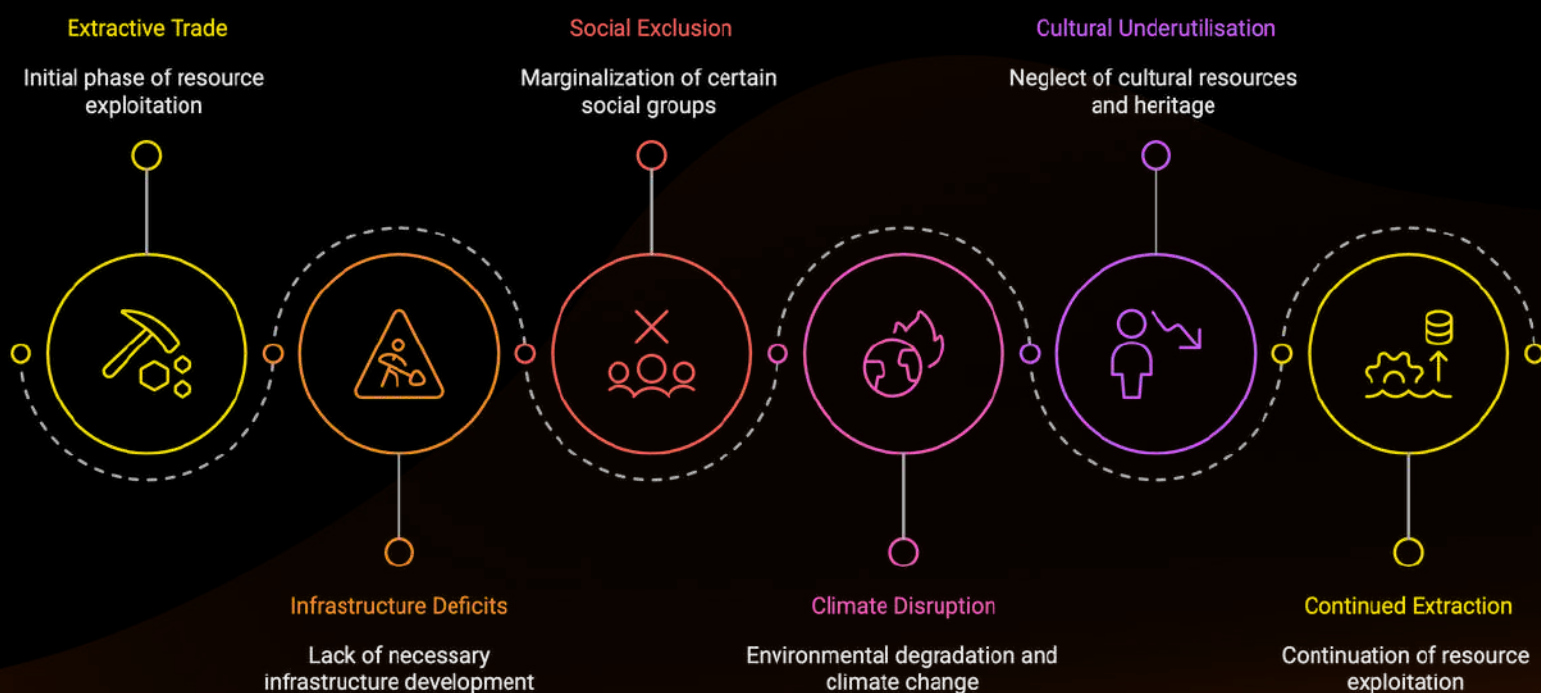 Extractive Trade
Initial phase of resource
exploitation
Infrastructure Deficits
Lack of necessary
infrastructure development
Social Exclusion
Marginalization of certain
social groups
Climate Disruption
Environmental degradation and
climate change
Cultural Underutilisation
Neglect of cultural resources
and heritage
Continued Extraction
Continuation of resource
exploitation